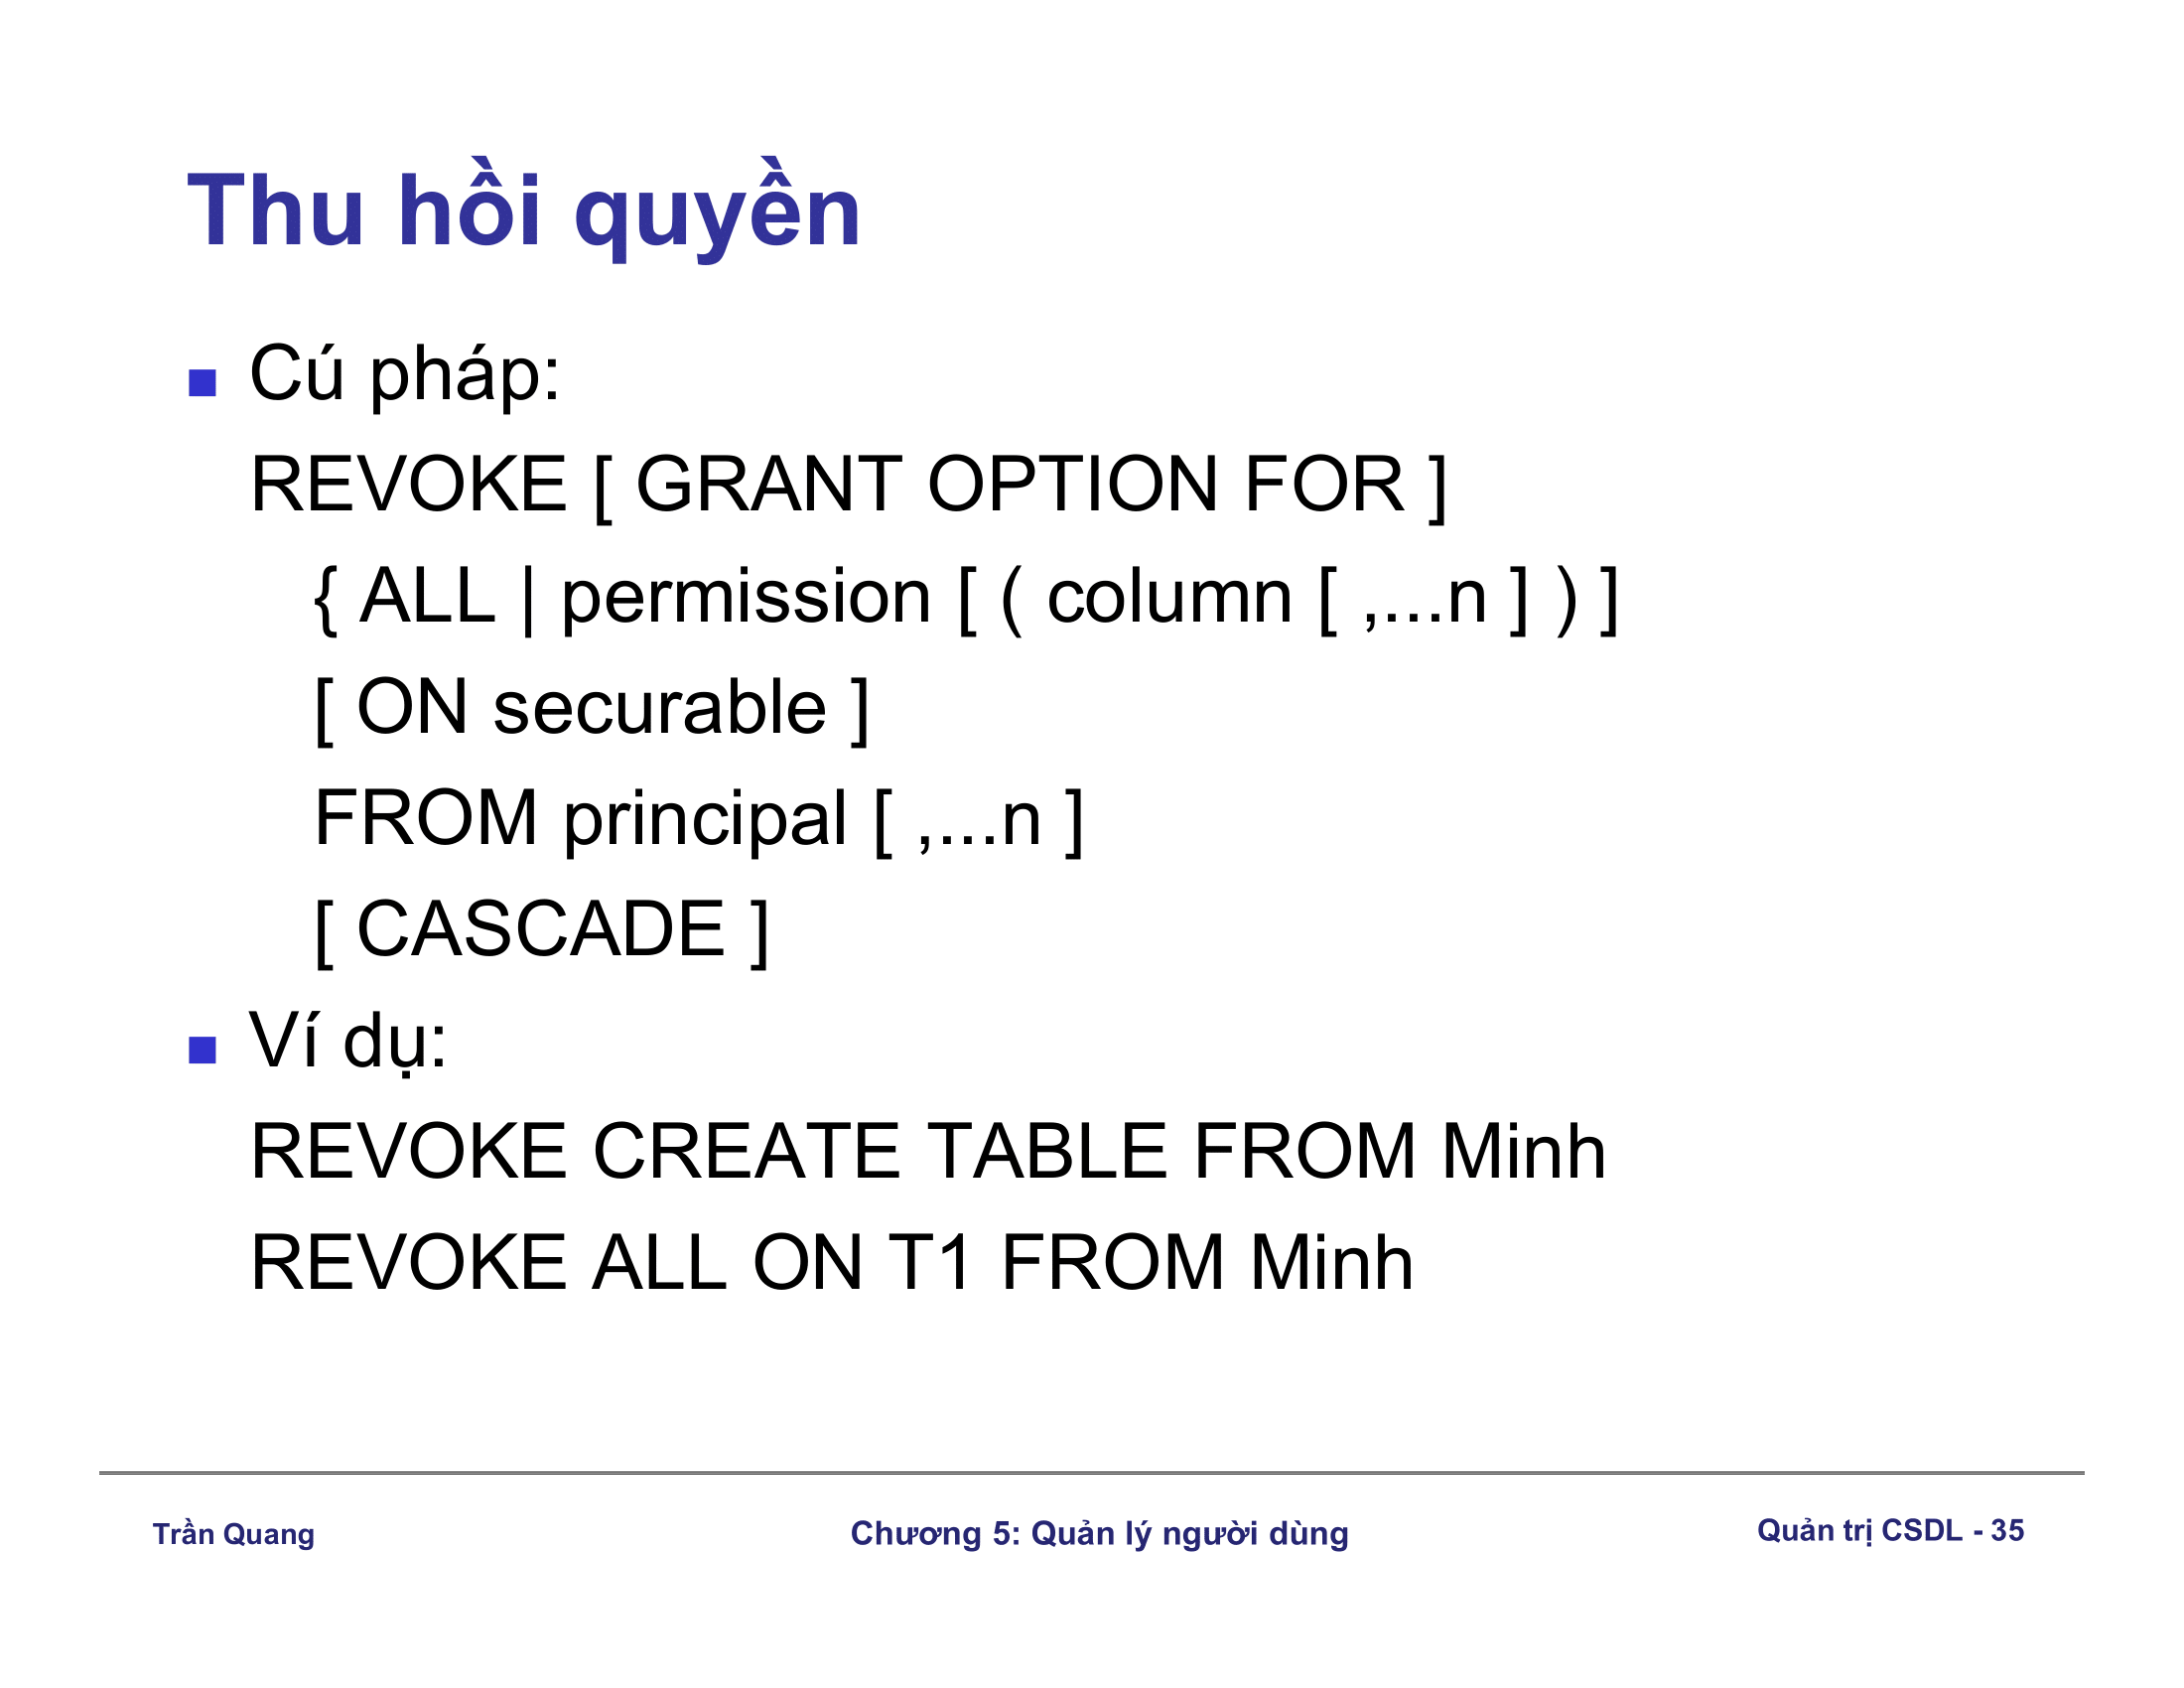 Thu hồi quyền
Cú pháp:
REVOKE [ GRANT OPTION FOR ]
{ ALL | permission [ ( column [ ,...n ] ) ]
[ ON securable ]
FROM principal [ ,...n ]
[ CASCADE ]
Ví dụ:
REVOKE CREATE TABLE FROM Minh
REVOKE ALL ON T1 FROM Minh
Trần Quang
Chương 5: Quản lý người dùng
Quản trị CSDL - 35